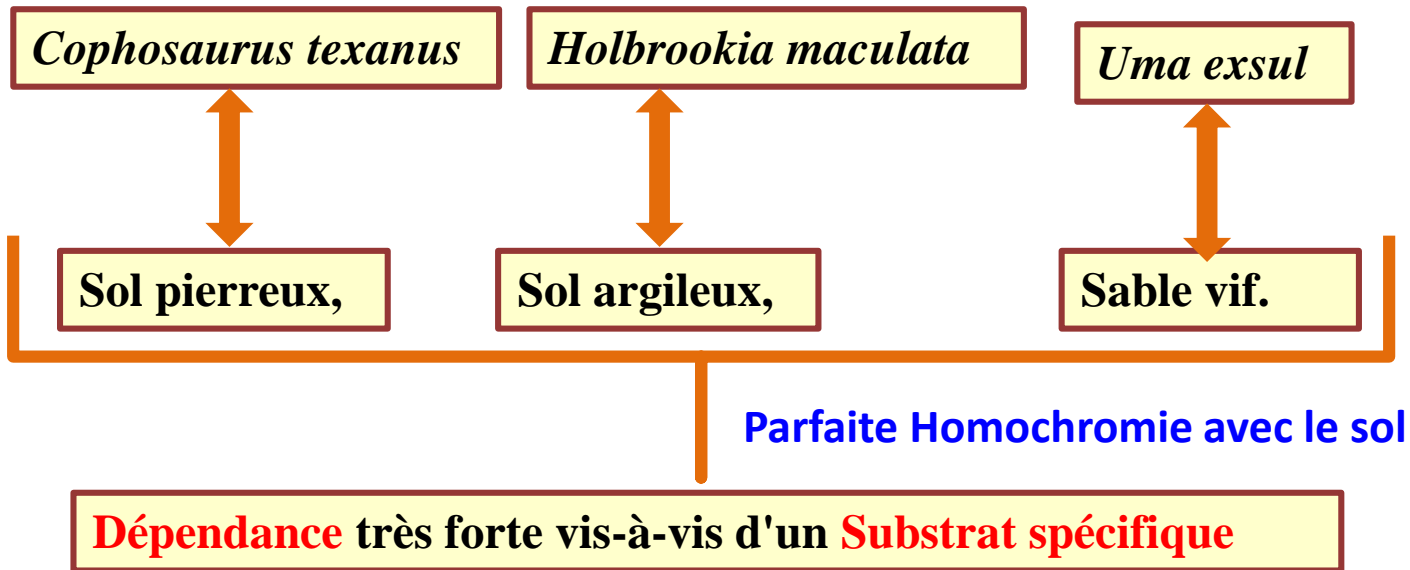 Cophosaurus texanus
Holbrookia maculata
Uma exsul
Sol pierreux,
Sol argileux,
Sable vif.
Parfaite Homochromie avec le sol
Dépendance très forte vis-à-vis d'un Substrat spécifique